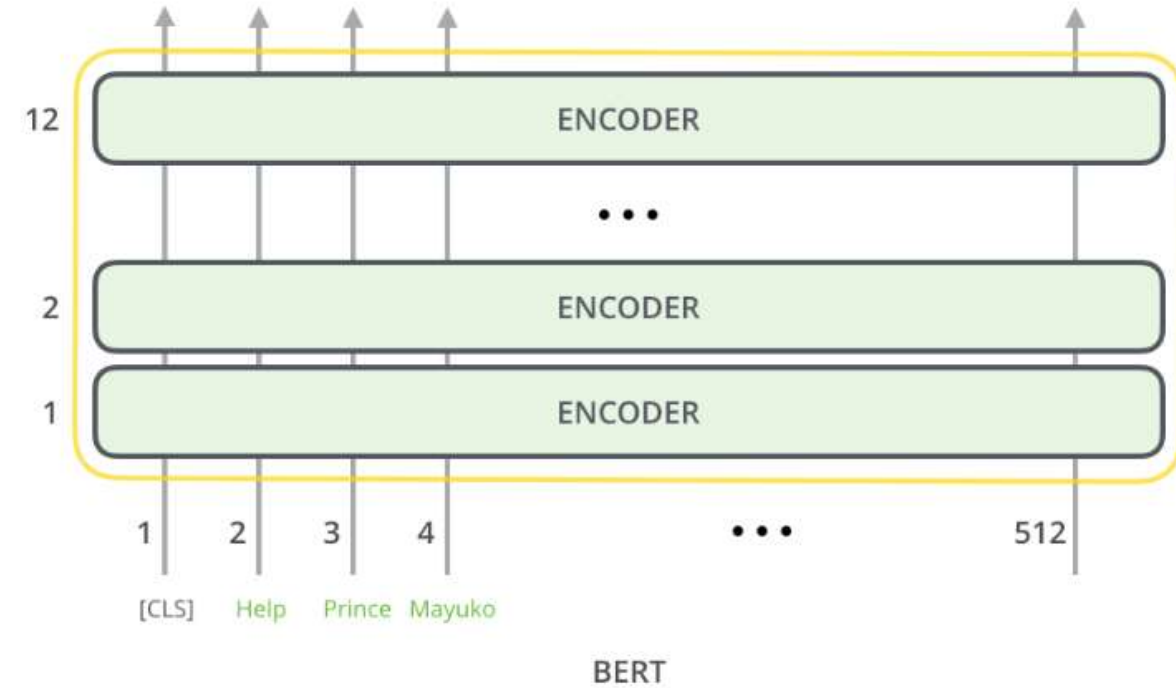 12 ENCODER
...
2 ENCODER
1 ENCODER
1 2 3 4 ... 512
[CLS] Help Prince Mayuko
BERT